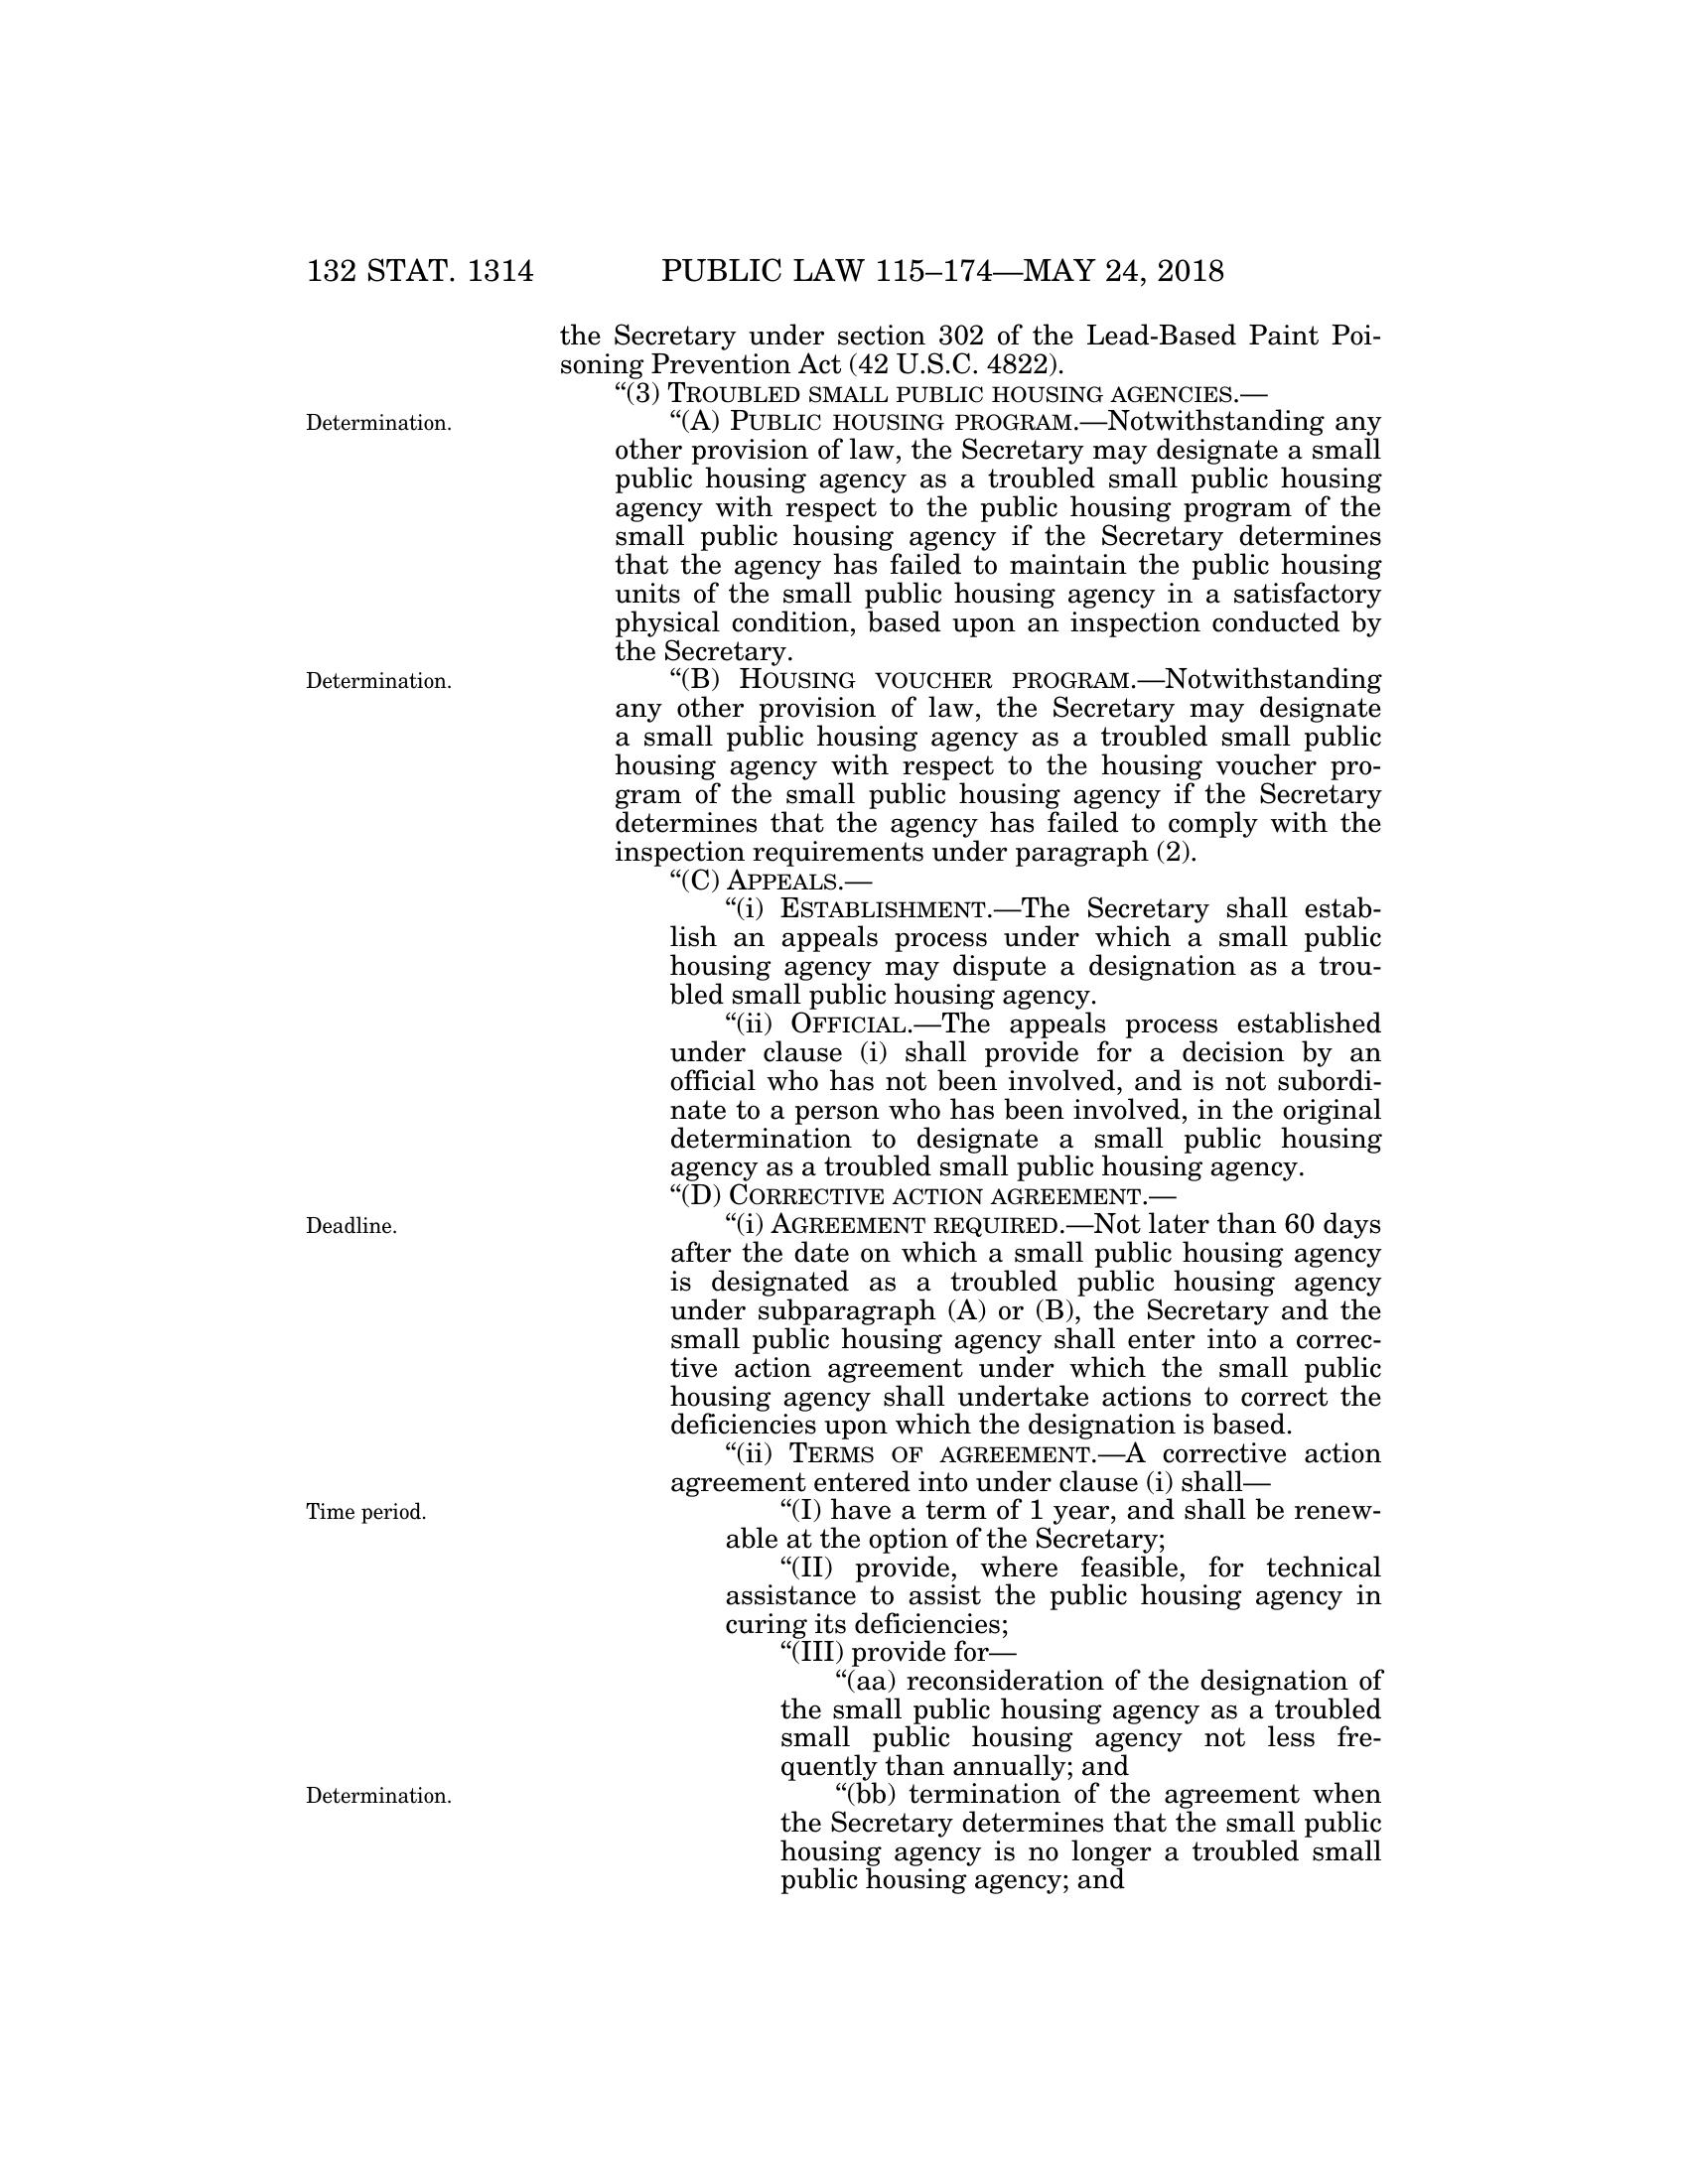 132 STAT. 1314 PUBLIC LAW 115–174—MAY 24, 2018
the Secretary under section 302 of the Lead-Based Paint Poi-
soning Prevention Act (42 U.S.C. 4822).
“(3) TROUBLED SMALL PUBLIC HOUSING AGENCIES.—
Determination.
“(A) PUBLIC HOUSING PROGRAM.—Notwithstanding any
other provision of law, the Secretary may designate a small
public housing agency as a troubled small public housing
agency with respect to the public housing program of the
small public housing agency if the Secretary determines
that the agency has failed to maintain the public housing
units of the small public housing agency in a satisfactory
physical condition, based upon an inspection conducted by
the Secretary.
Determination.
“(B) HOUSING VOUCHER PROGRAM.—Notwithstanding
any other provision of law, the Secretary may designate
a small public housing agency as a troubled small public
housing agency with respect to the housing voucher pro-
gram of the small public housing agency if the Secretary
determines that the agency has failed to comply with the
inspection requirements under paragraph (2).
“(C) APPEALS.—
“(i) ESTABLISHMENT.—The Secretary shall estab-
lish an appeals process under which a small public
housing agency may dispute a designation as a trou-
bled small public housing agency.
“(ii) OFFICIAL.—The appeals process established
under clause (i) shall provide for a decision by an
official who has not been involved, and is not subordi-
nate to a person who has been involved, in the original
determination to designate a small public housing
agency as a troubled small public housing agency.
“(D) CORRECTIVE ACTION AGREEMENT.—
Deadline.
“(i) AGREEMENT REQUIRED.—Not later than 60 days
after the date on which a small public housing agency
is designated as a troubled public housing agency
under subparagraph (A) or (B), the Secretary and the
small public housing agency shall enter into a correc-
tive action agreement under which the small public
housing agency shall undertake actions to correct the
deficiencies upon which the designation is based.
“(ii) TERMS OF AGREEMENT.—A corrective action
agreement entered into under clause (i) shall—
Time period.
“(I) have a term of 1 year, and shall be renew-
able at the option of the Secretary;
“(II) provide, where feasible, for technical
assistance to assist the public housing agency in
curing its deficiencies;
“(III) provide for—
“(aa) reconsideration of the designation of
the small public housing agency as a troubled
small public housing agency not less fre-
quently than annually; and
Determination.
“(bb) termination of the agreement when
the Secretary determines that the small public
housing agency is no longer a troubled small
public housing agency; and